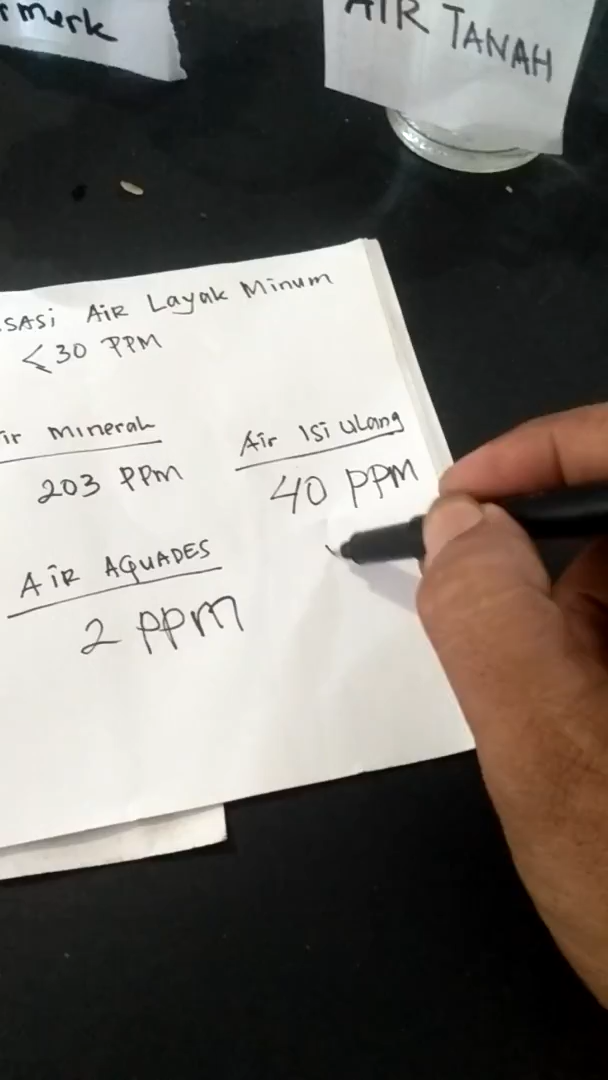 merk
AIR TANAH
SASi AiR Layak Minum
<30 PPM
ir Mineral
203 PPM
Air Isi Ulang
40 PPM
AiR AQUADES
2 PPM